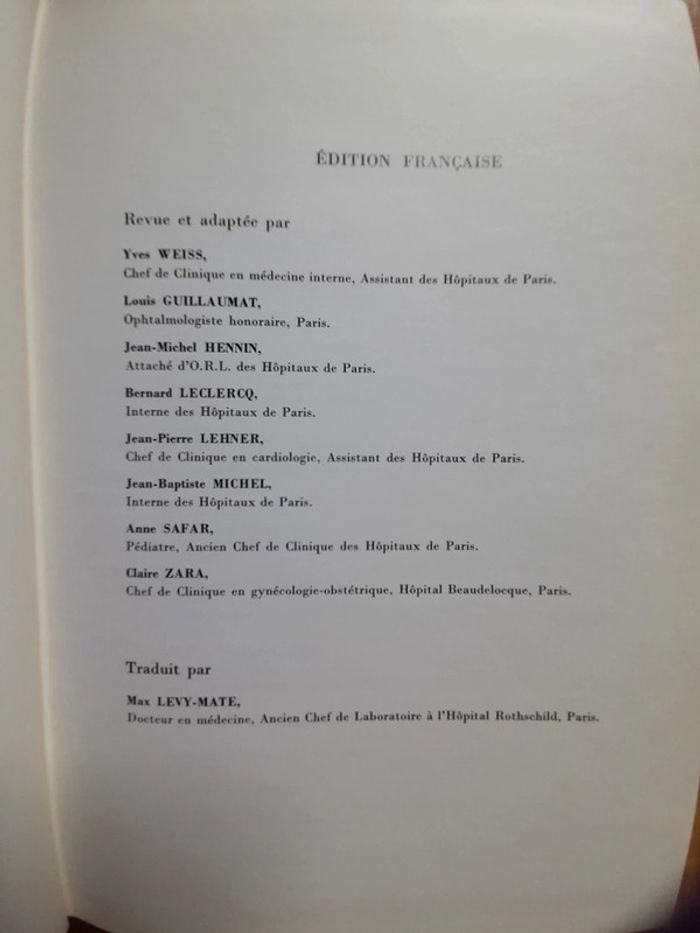 ÉDITION FRANÇAISE
Revue et adaptée par
Yves WEISS,
Chef de Clinique en médecine interne, Assistant des Hôpitaux de Paris.
Louis GUILLAUMAT,
Ophtalmologiste honoraire, Paris.
Jean-Michel HENNIN,
Attaché d'O.R.L. des Hôpitaux de Paris.
Bernard LECLERCQ,
Interne des Hôpitaux de Paris.
Jean-Pierre LEHNER,
Chef de Clinique en cardiologie, Assistant des Hôpitaux de Paris.
Jean-Baptiste MICHEL,
Interne des Hôpitaux de Paris.
Anne SAFAR,
Pédiatre, Ancien Chef de Clinique des Hôpitaux de Paris.
Claire ZARA,
Chef de Clinique en gynécologie-obstétrique, Hôpital Beaudelocque, Paris.
Traduit par
Max LEVY-MATE,
Docteur en médecine, Ancien Chef de Laboratoire à l'Hôpital Rothschild, Paris.